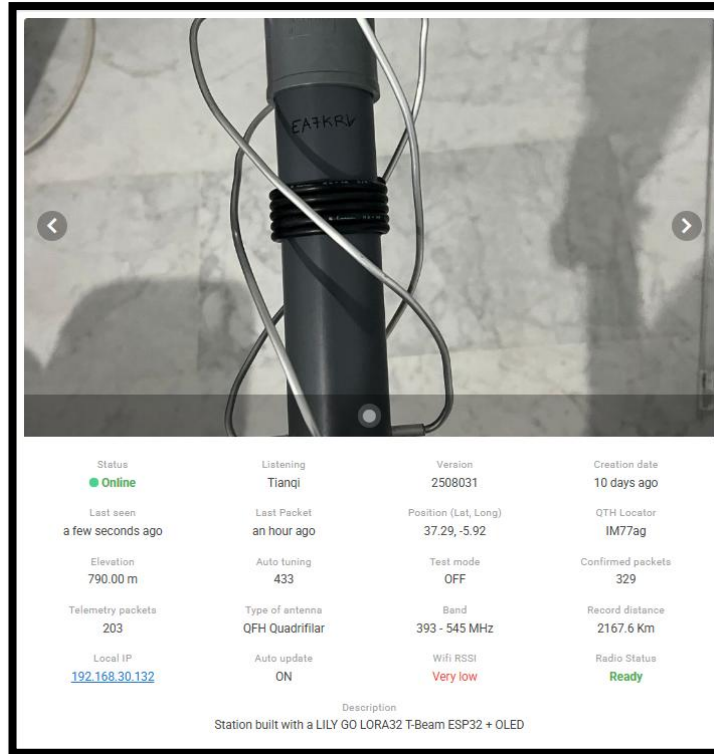 EA7KRV
Status
Online
Listening
Tianqi
Version
2508031
Creation date
10 days ago
Last seen
a few seconds ago
Last Packet
an hour ago
Position (Lat, Long)
37.29, -5.92
QTH Locator
IM77ag
Elevation
790.00 m
Auto tuning
433
Test mode
OFF
Confirmed packets
329
Telemetry packets
203
Type of antenna
QFH Quadrifilar
Band
393 - 545 MHz
Record distance
2167.6 Km
Local IP
192.168.30.132
Auto update
ON
Wifi RSSI
Very low
Radio Status
Ready
Description
Station built with a LILY GO LORA32 T-Beam ESP32 + OLED